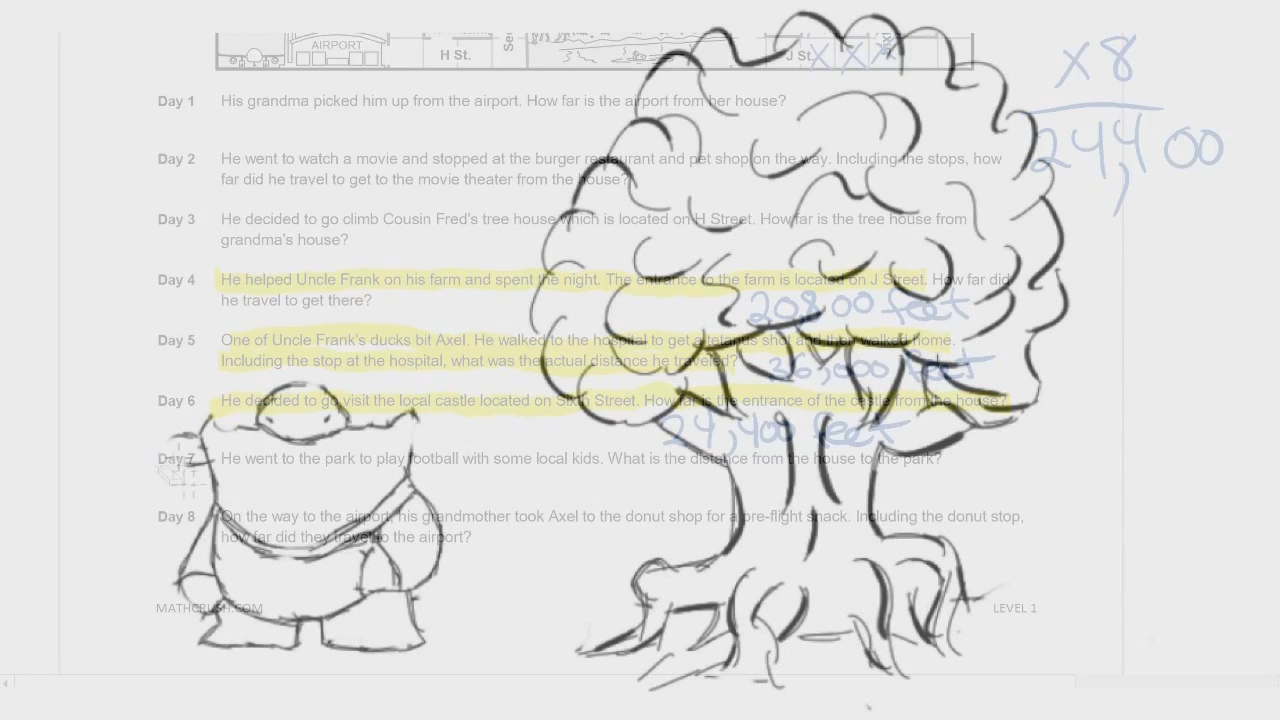 AIRPORT
H St.
J St.
x x x
x 8
24,400
Day 1 His grandma picked him up from the airport. How far is the airport from her house?
Day 2 He went to watch a movie and stopped at the burger restaurant and pet shop on the way. Including the stops, how
far did he travel to get to the movie theater from the house?
Day 3 He decided to go climb Cousin Fred's tree house which is located on H Street. How far is the tree house from
grandma's house?
Day 4 He helped Uncle Frank on his farm and spent the night. The entrance to the farm is located on J Street. How far did
he travel to get there?
20800 feet
Day 5 One of Uncle Frank's ducks bit Axel. He walked to the hospital to get a tetanus shot and then walked home.
Including the stop at the hospital, what was the actual distance he traveled?
36,000 feet
Day 6 He decided to go visit the local castle located on Sixth Street. How far is the entrance of the castle from the house?
24,400 feet
Day 7 He went to the park to play football with some local kids. What is the distance from the house to the park?
Day 8 On the way to the airport, his grandmother took Axel to the donut shop for a pre-flight snack. Including the donut stop,
how far did they travel to the airport?
MATHCRUSH.COM
LEVEL 1